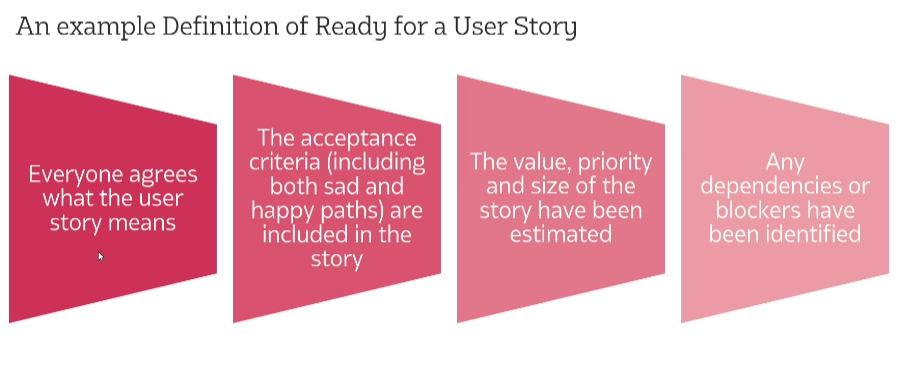 An example Definition of Ready for a User Story
Everyone agrees
what the user
story means
The acceptance
criteria (including
both sad and
happy paths) are
included in the
story
The value, priority
and size of the
story have been
estimated
Any
dependencies or
blockers have
been identified